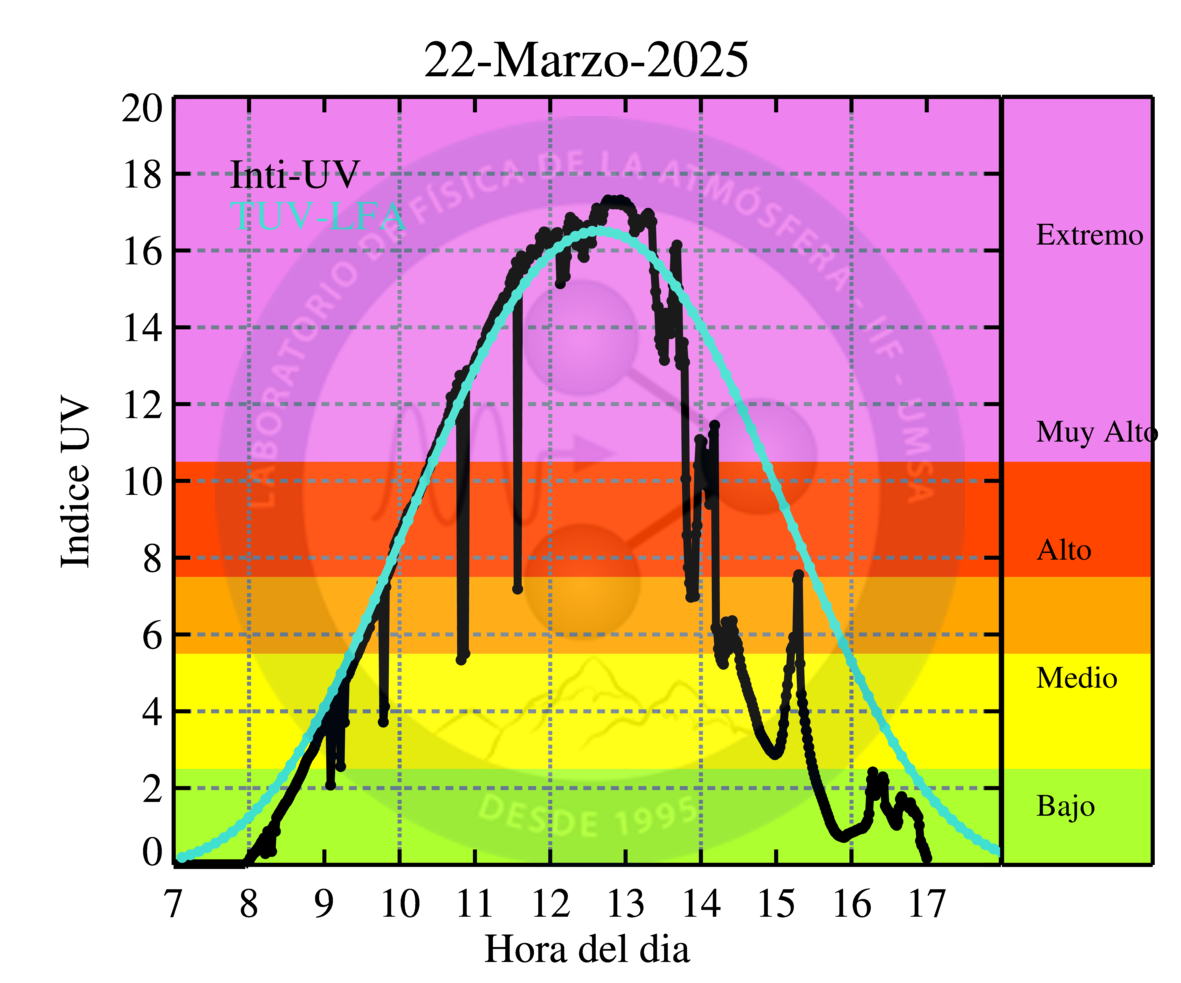 22-Marzo-2025
20
18
16
14
12
10
8
6
4
2
0
Indice UV
Inti-UV
TUV-LFA
LABORATORIO DE FÍSICA DE LA ATMÓSFERA - IIF - UMSA
DESDE 1995
Extremo
Muy Alto
Alto
Medio
Bajo
7 8 9 10 11 12 13 14 15 16 17
Hora del dia